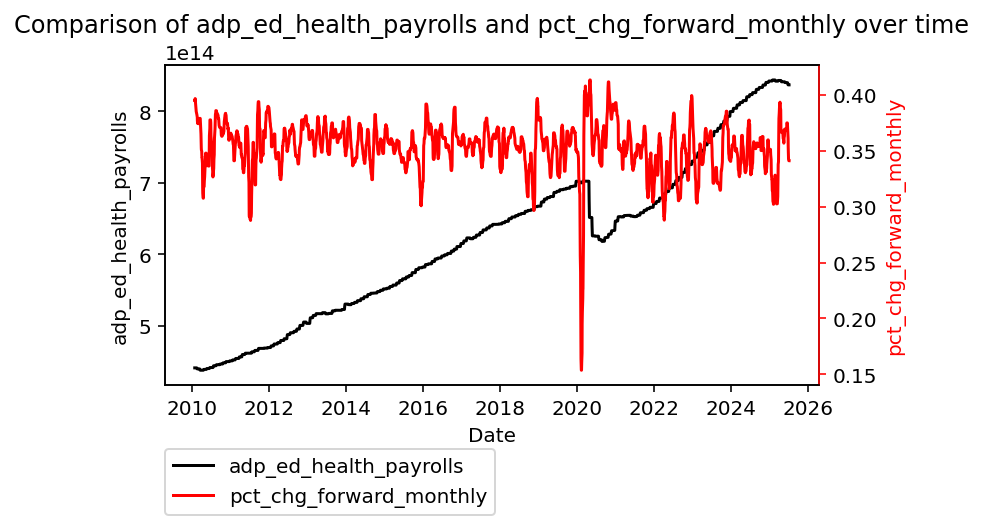 Comparison of adp_ed_health_payrolls and pct_chg_forward_monthly over time
1e14
8
7
6
5
adp_ed_health_payrolls
0.40
0.35
0.30
0.25
0.20
0.15
pct_chg_forward_monthly
2010 2012 2014 2016 2018 2020 2022 2024 2026
Date
adp_ed_health_payrolls
pct_chg_forward_monthly